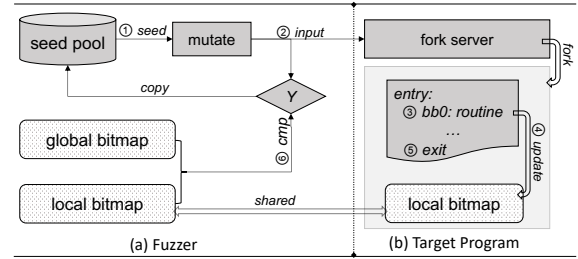 ① seed
② input
seed pool
mutate
fork server
fork
copy
Y
entry:
③ bb0: routine
...
⑤ exit
④ update
⑥ cmp
global bitmap
local bitmap
shared
local bitmap
(a) Fuzzer
(b) Target Program